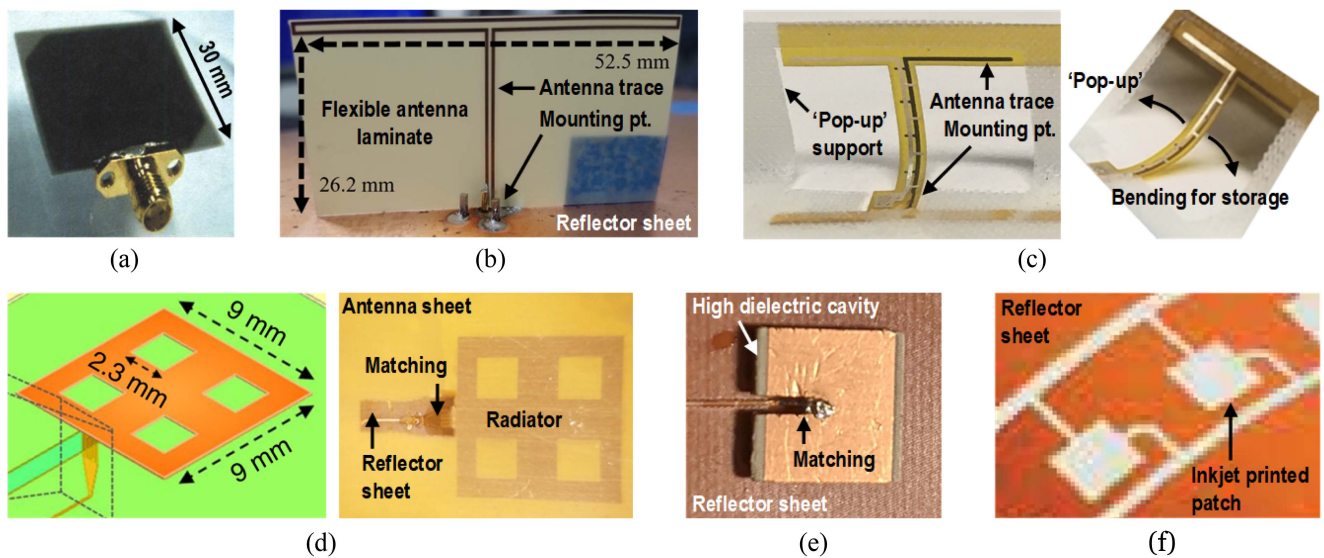 30 mm
(a)
52.5 mm
Antenna trace
Flexible antenna
laminate
Mounting pt.
26.2 mm
Reflector sheet
(b)
'Pop-up'
support
Antenna trace
Mounting pt.
'Pop-up'
Bending for storage
(c)
9 mm
2.3 mm
9 mm
Antenna sheet
Matching
Radiator
Reflector
sheet
(d)
High dielectric cavity
Matching
Reflector sheet
(e)
Reflector
sheet
Inkjet printed
patch
(f)